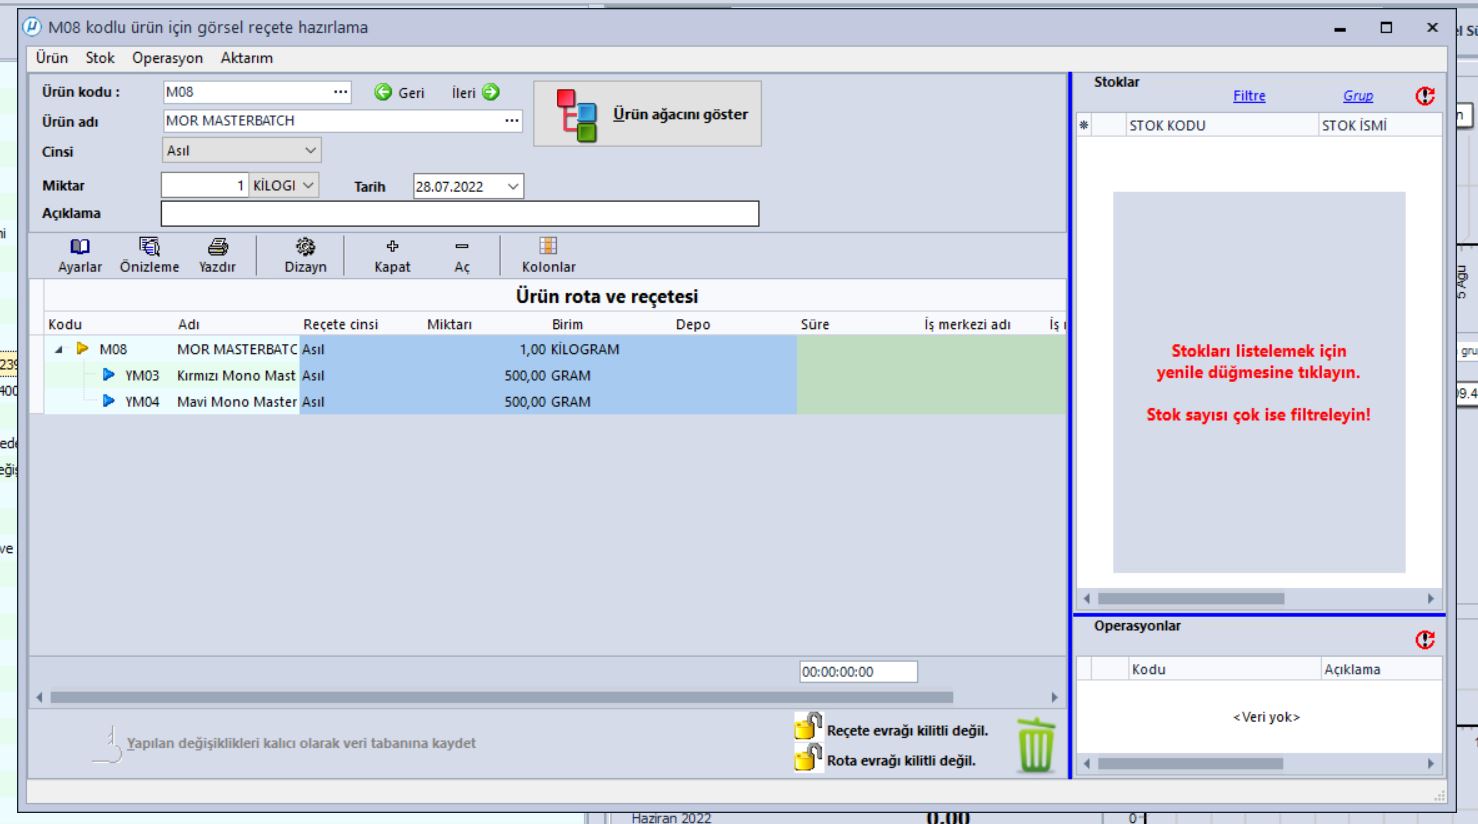 M08 kodlu ürün için görsel reçete hazırlama
Ürün Stok Operasyon Aktarım
Ürün kodu : M08 ... Geri İleri
Ürün adı MOR MASTERBATCH ...
Ürün ağacını göster
Cinsi Asıl
Miktar 1 KİLOGI Tarih 28.07.2022
Açıklama
Ayarlar Önizleme Yazdır Dizayn Kapat Aç Kolonlar
Ürün rota ve reçetesi
Kodu Adı Reçete cinsi Miktarı Birim Depo Süre İş merkezi adı
M08 MOR MASTERBATC Asıl 1,00 KİLOGRAM
YM03 Kırmızı Mono Mast Asıl 500,00 GRAM
YM04 Mavi Mono Master Asıl 500,00 GRAM
00:00:00:00
Yapılan değişiklikleri kalıcı olarak veri tabanına kaydet
Reçete evrağı kilitli değil.
Rota evrağı kilitli değil.
Stoklar
Filtre Grup
STOK KODU STOK İSMİ
Stokları listelemek için
yenile düğmesine tıklayın.
Stok sayısı çok ise filtreleyin!
Operasyonlar
Kodu Açıklama
<Veri yok>
Haziran 2022 0,00 0
5 Ağu